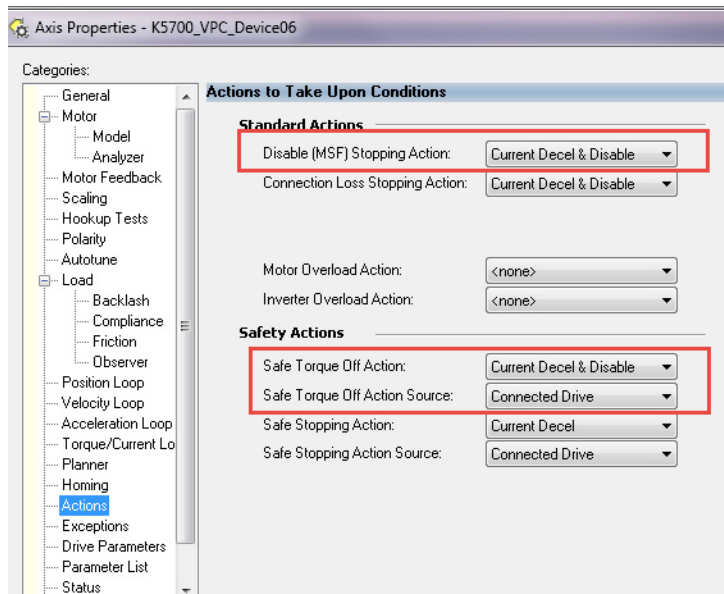 Axis Properties - K5700_VPC_Device06
Categories:
General
Motor
Model
Analyzer
Motor Feedback
Scaling
Hookup Tests
Polarity
Autotune
Load
Backlash
Compliance
Friction
Observer
Position Loop
Velocity Loop
Acceleration Loop
Torque/Current Lo
Planner
Homing
Actions
Exceptions
Drive Parameters
Parameter List
Status
Actions to Take Upon Conditions
Standard Actions
Disable (MSF) Stopping Action: Current Decel & Disable
Connection Loss Stopping Action: Current Decel & Disable
Motor Overload Action: <none>
Inverter Overload Action: <none>
Safety Actions
Safe Torque Off Action: Current Decel & Disable
Safe Torque Off Action Source: Connected Drive
Safe Stopping Action: Current Decel
Safe Stopping Action Source: Connected Drive